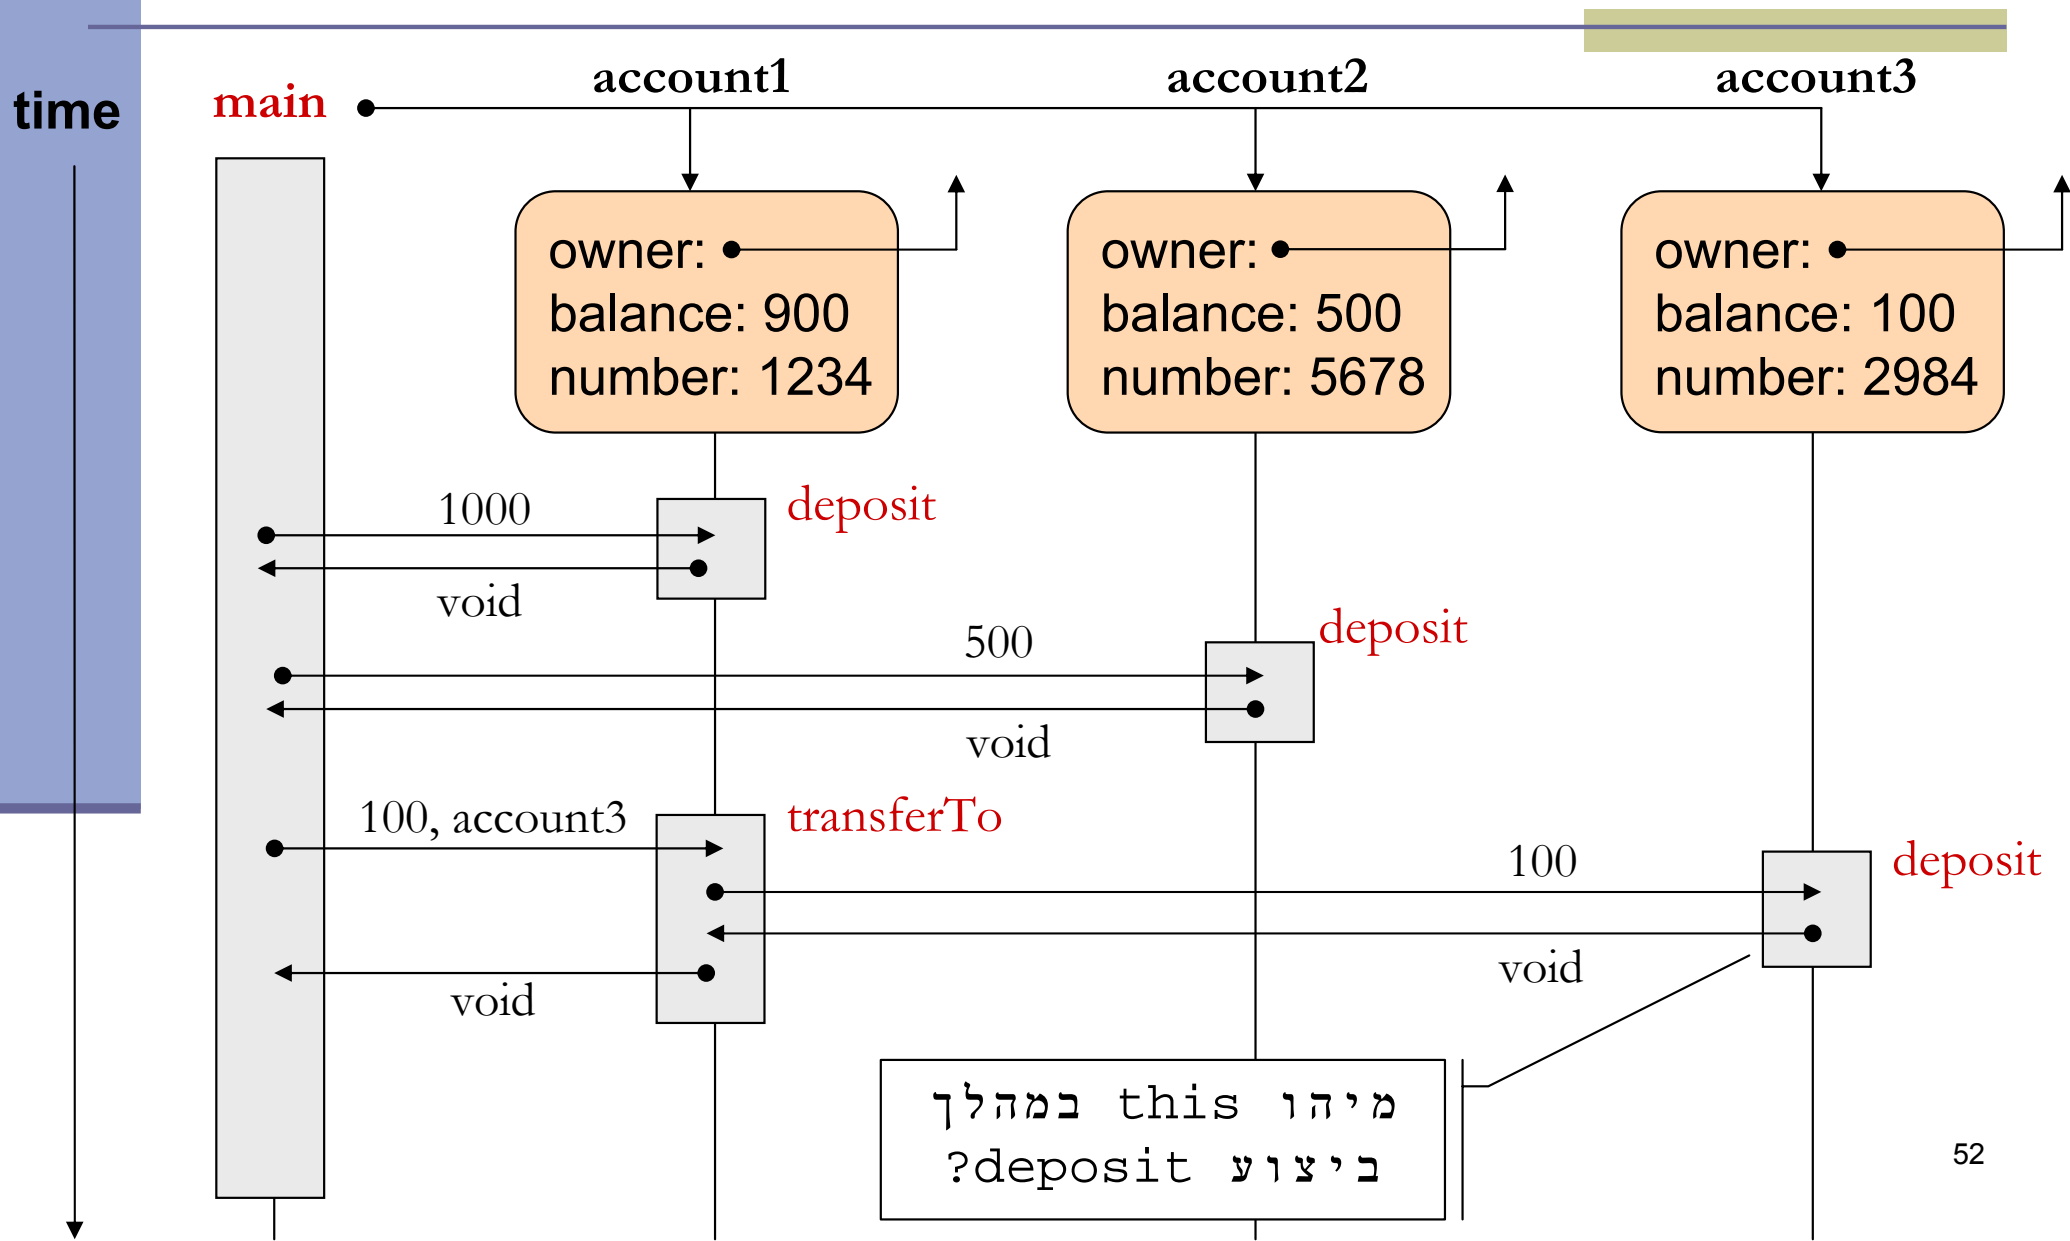 time
main
account1
account2
account3
owner:
balance: 900
number: 1234
owner:
balance: 500
number: 5678
owner:
balance: 100
number: 2984
1000
deposit
void
500
deposit
void
100, account3
transferTo
100
deposit
void
void
מיהו this במהלך
ביצוע deposit?
52